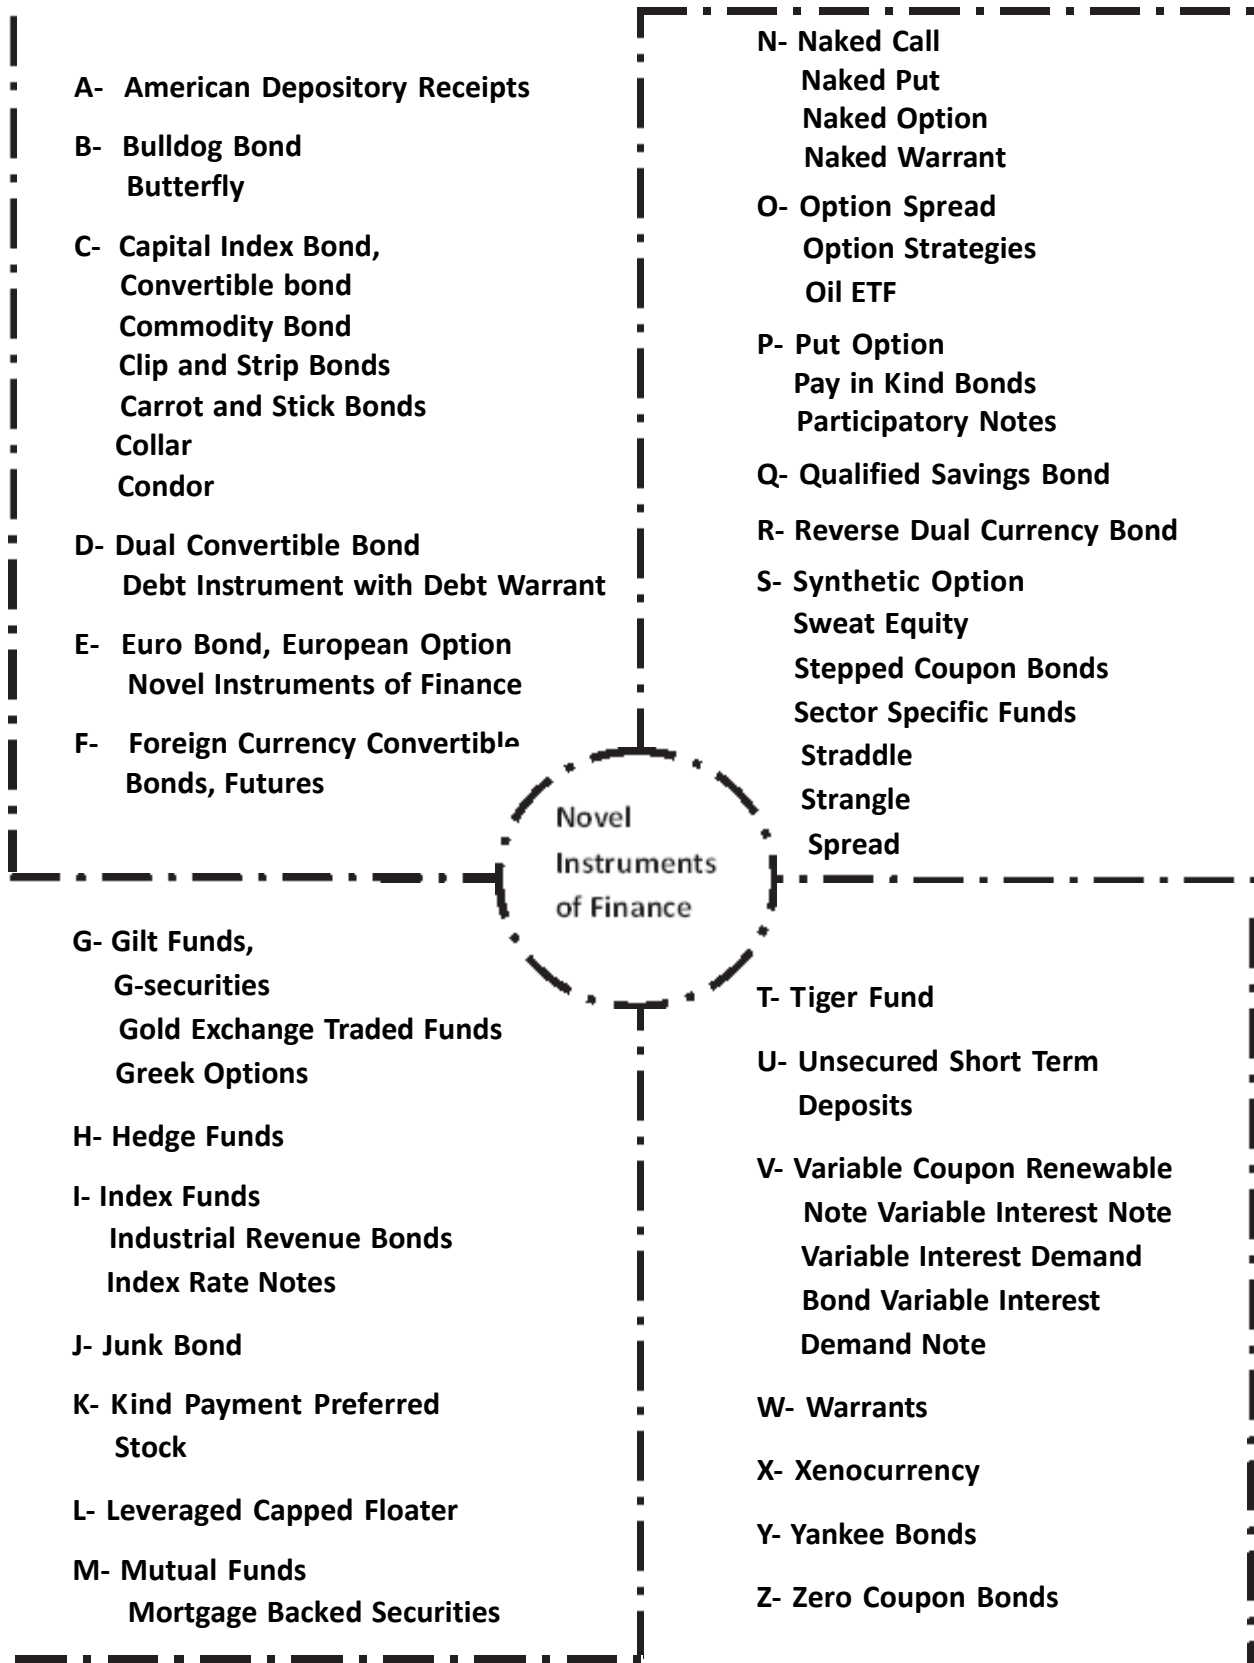 A- American Depository Receipts
B- Bulldog Bond
Butterfly
C- Capital Index Bond,
Convertible bond
Commodity Bond
Clip and Strip Bonds
Carrot and Stick Bonds
Collar
Condor
D- Dual Convertible Bond
Debt Instrument with Debt Warrant
E- Euro Bond, European Option
Novel Instruments of Finance
F- Foreign Currency Convertible
Bonds, Futures
N- Naked Call
Naked Put
Naked Option
Naked Warrant
O- Option Spread
Option Strategies
Oil ETF
P- Put Option
Pay in Kind Bonds
Participatory Notes
Q- Qualified Savings Bond
R- Reverse Dual Currency Bond
S- Synthetic Option
Sweat Equity
Stepped Coupon Bonds
Sector Specific Funds
Straddle
Strangle
Spread
Novel
Instruments
of Finance
G- Gilt Funds,
G-securities
Gold Exchange Traded Funds
Greek Options
H- Hedge Funds
I- Index Funds
Industrial Revenue Bonds
Index Rate Notes
J- Junk Bond
K- Kind Payment Preferred
Stock
L- Leveraged Capped Floater
M- Mutual Funds
Mortgage Backed Securities
T- Tiger Fund
U- Unsecured Short Term
Deposits
V- Variable Coupon Renewable
Note Variable Interest Note
Variable Interest Demand
Bond Variable Interest
Demand Note
W- Warrants
X- Xenocurrency
Y- Yankee Bonds
Z- Zero Coupon Bonds